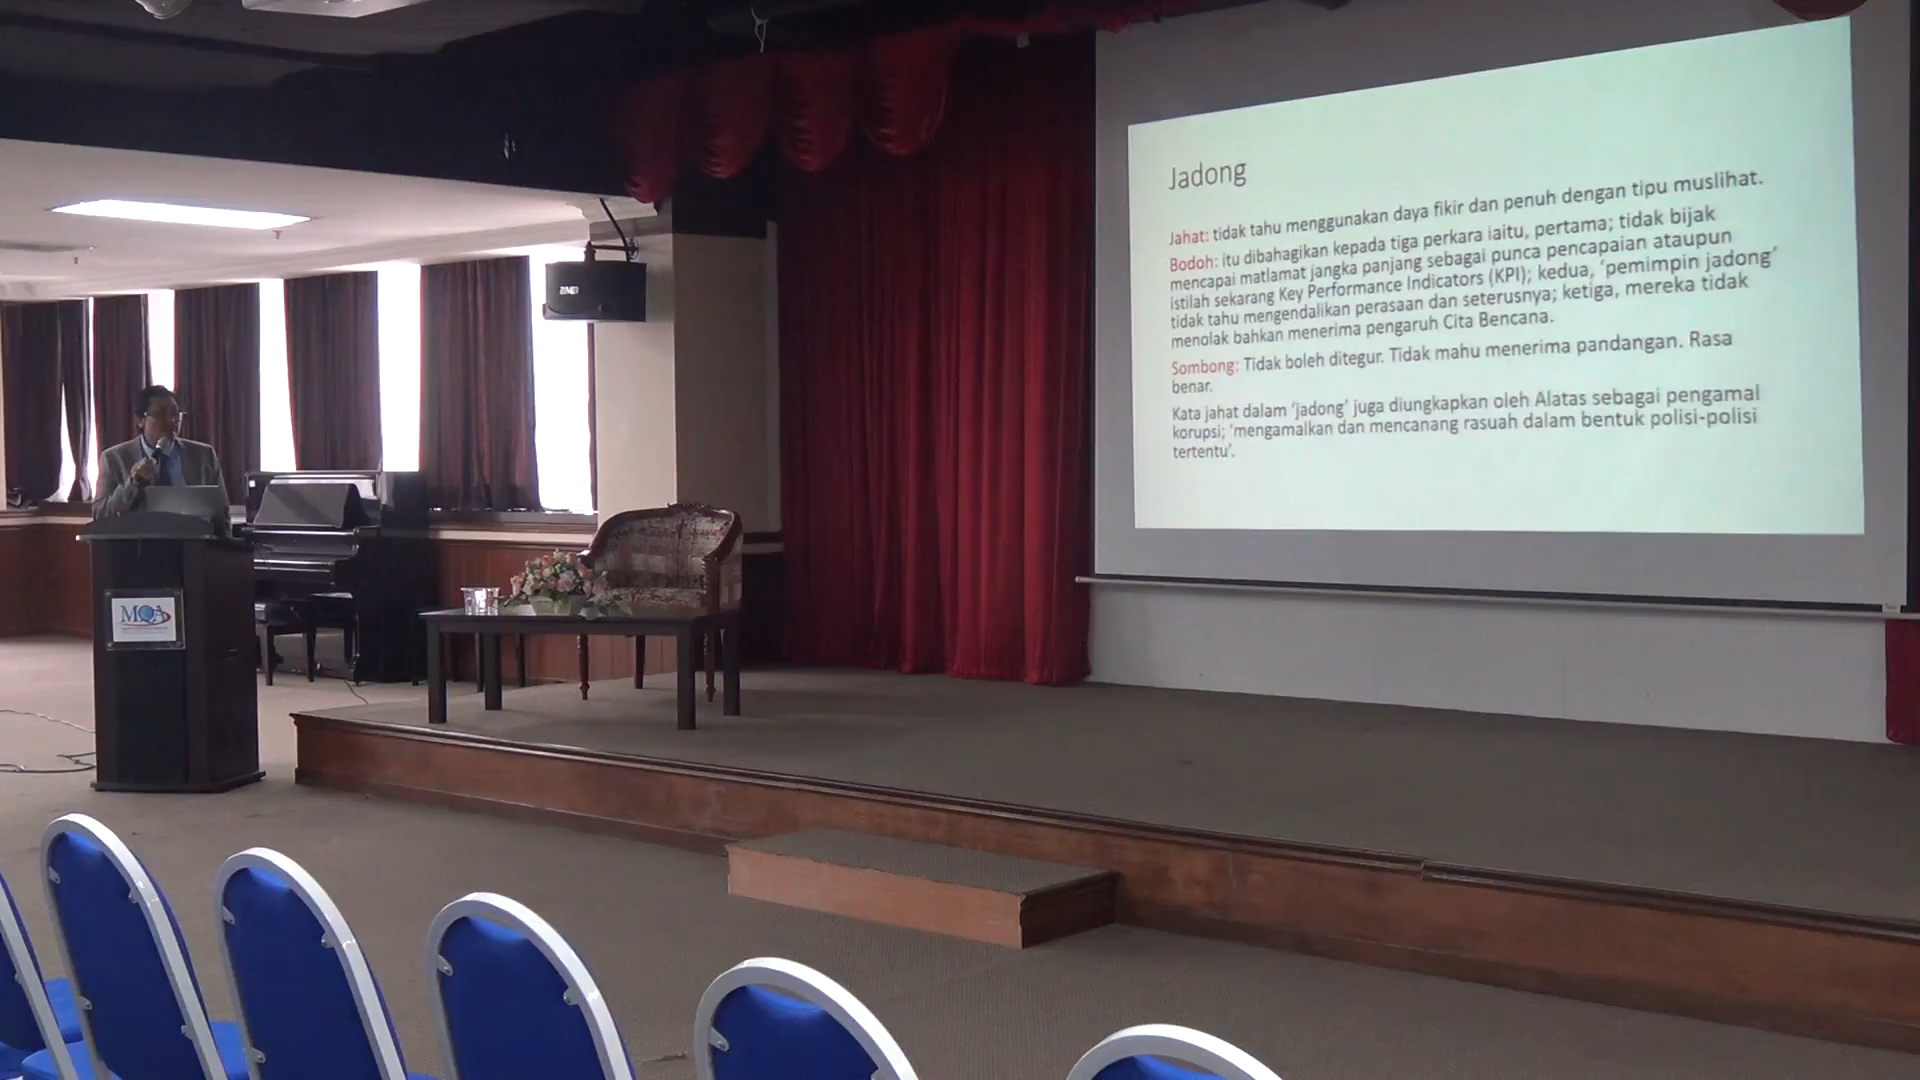 Jadong
Jahat: tidak tahu menggunakan daya fikir dan penuh dengan tipu muslihat.
Bodoh: itu dibahagikan kepada tiga perkara iaitu, pertama; tidak bijak
mencapai matlamat jangka panjang sebagai punca pencapaian ataupun
istilah sekarang Key Performance Indicators (KPI); kedua, ‘pemimpin jadong’
tidak tahu mengendalikan perasaan dan seterusnya; ketiga, mereka tidak
menolak bahkan menerima pengaruh Cita Bencana.
Sombong: Tidak boleh ditegur. Tidak mahu menerima pandangan. Rasa
benar.
Kata jahat dalam ‘jadong’ juga diungkapkan oleh Alatas sebagai pengamal
korupsi; ‘mengamalkan dan mencanang rasuah dalam bentuk polisi-polisi
tertentu’.
MQA